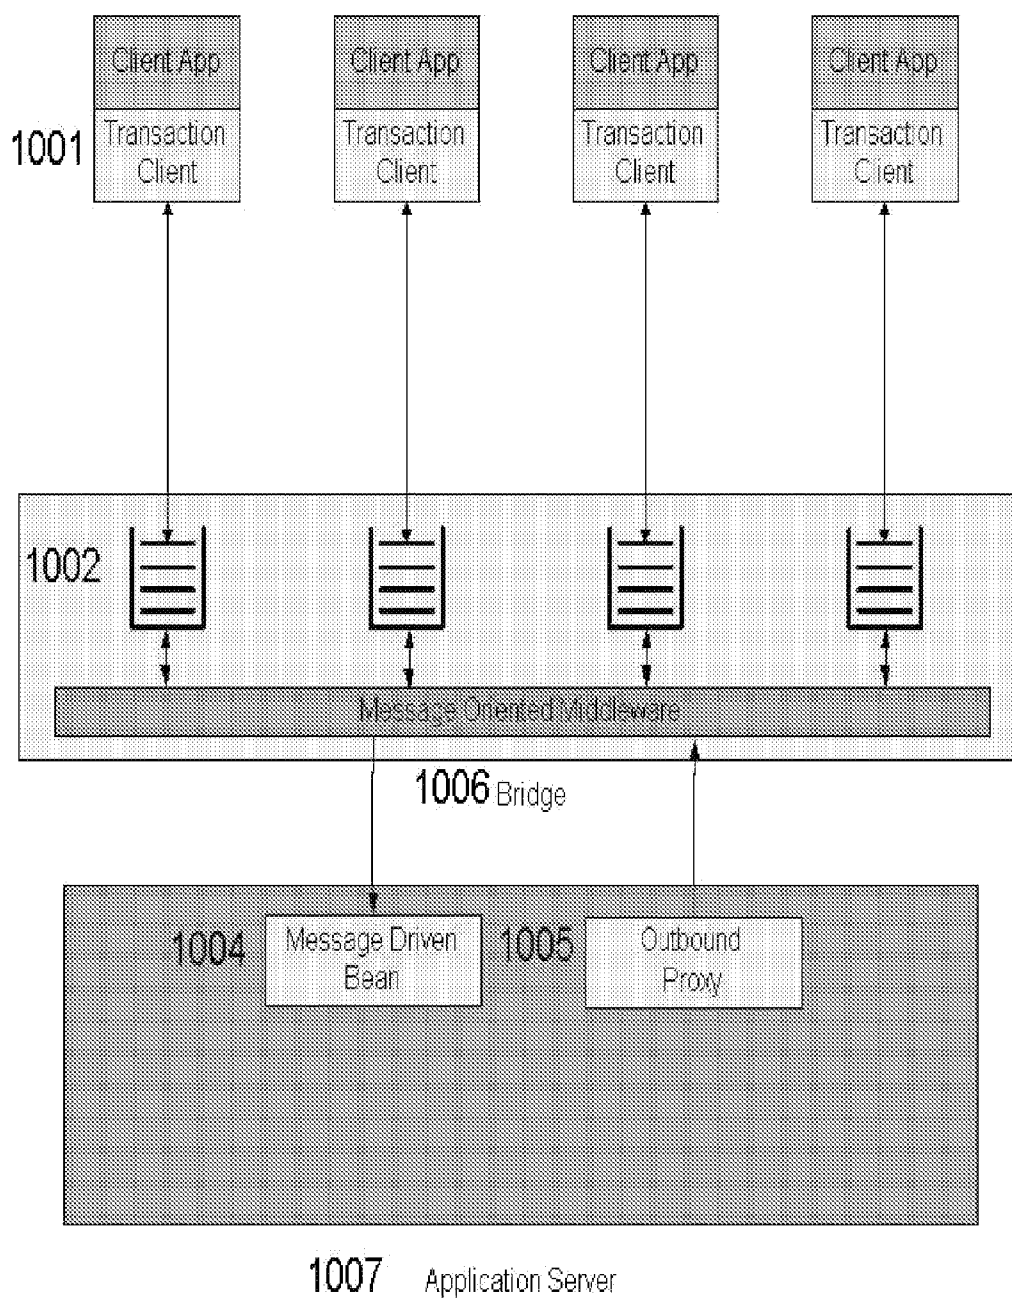 Client App
Client App
Client App
Client App
1001
Transaction
Client
Transaction
Client
Transaction
Client
Transaction
Client
1002
Message Oriented Middleware
1006 Bridge
1004
Message Driven
Bean
1005
Outbound
Proxy
1007 Application Server